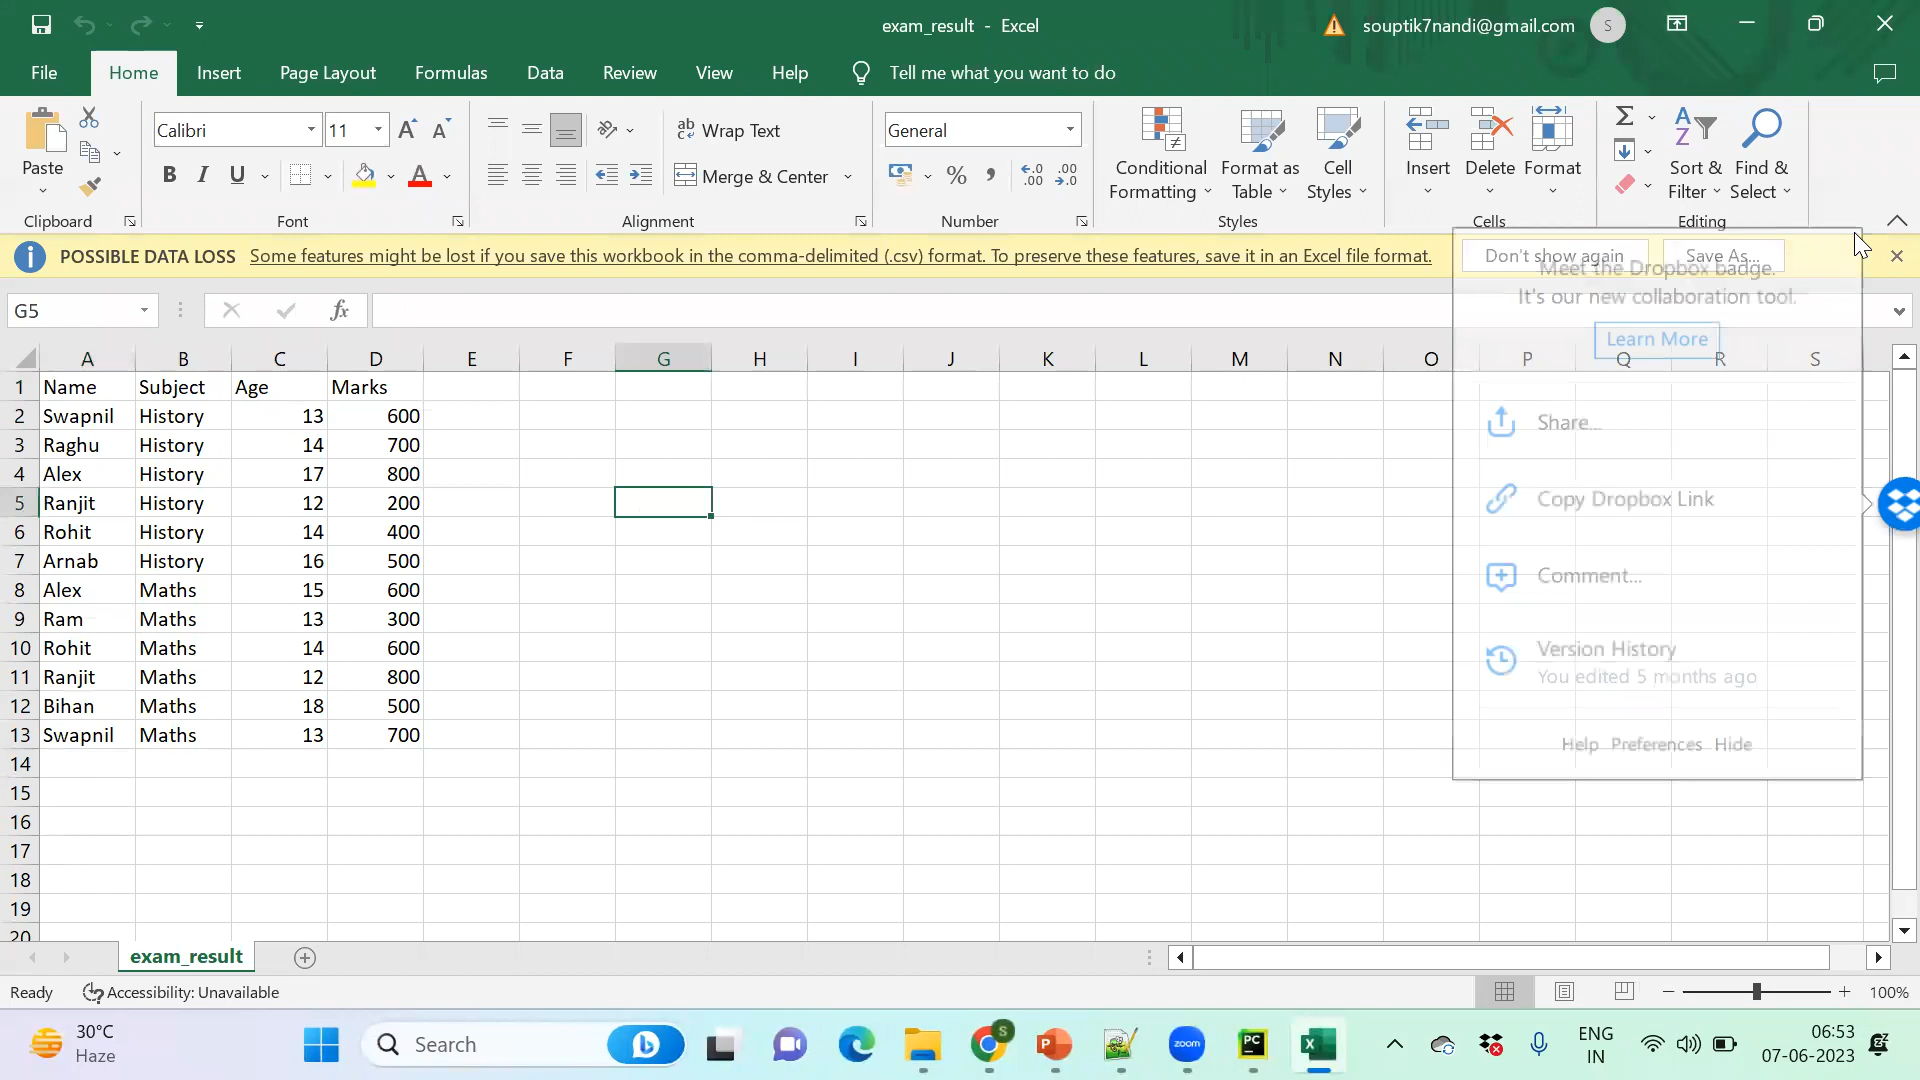 exam_result - Excel
souptik7nandi@gmail.com
S
File Home Insert Page Layout Formulas Data Review View Help Tell me what you want to do
Paste
Clipboard
Calibri 11
B I U
Font
Wrap Text
Merge & Center
Alignment
General
Number
Conditional Formatting
Format as Table
Cell Styles
Styles
Insert
Delete
Format
Cells
Sort & Filter
Find & Select
Editing
POSSIBLE DATA LOSS Some features might be lost if you save this workbook in the comma-delimited (.csv) format. To preserve these features, save it in an Excel file format.
Don't show again
Save As...
G5
fx
A B C D E F G H I J K L M N O P Q R S
1 Name Subject Age Marks
2 Swapnil History 13 600
3 Raghu History 14 700
4 Alex History 17 800
5 Ranjit History 12 200
6 Rohit History 14 400
7 Arnab History 16 500
8 Alex Maths 15 600
9 Ram Maths 13 300
10 Rohit Maths 14 600
11 Ranjit Maths 12 800
12 Bihan Maths 18 500
13 Swapnil Maths 13 700
14
15
16
17
18
19
20
Meet the Dropbox badge.
It's our new collaboration tool.
Learn More
Share...
Copy Dropbox Link
Comment...
Version History
You edited 5 months ago
Help Preferences Hide
exam_result
Ready
Accessibility: Unavailable
100%
30°C
Haze
Search
zoom
PC
ENG
IN
06:53
07-06-2023